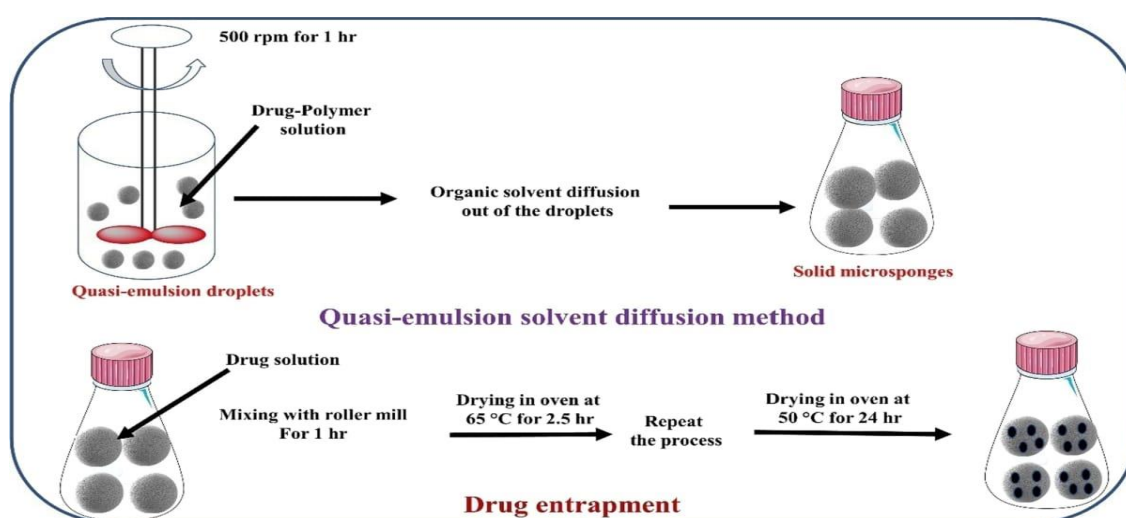 500 rpm for 1 hr
Drug-Polymer
solution
Organic solvent diffusion
out of the droplets
Quasi-emulsion droplets
Solid microsponges
Quasi-emulsion solvent diffusion method
Drug solution
Mixing with roller mill
For 1 hr
Drying in oven at
65 °C for 2.5 hr
Repeat
the process
Drying in oven at
50 °C for 24 hr
Drug entrapment